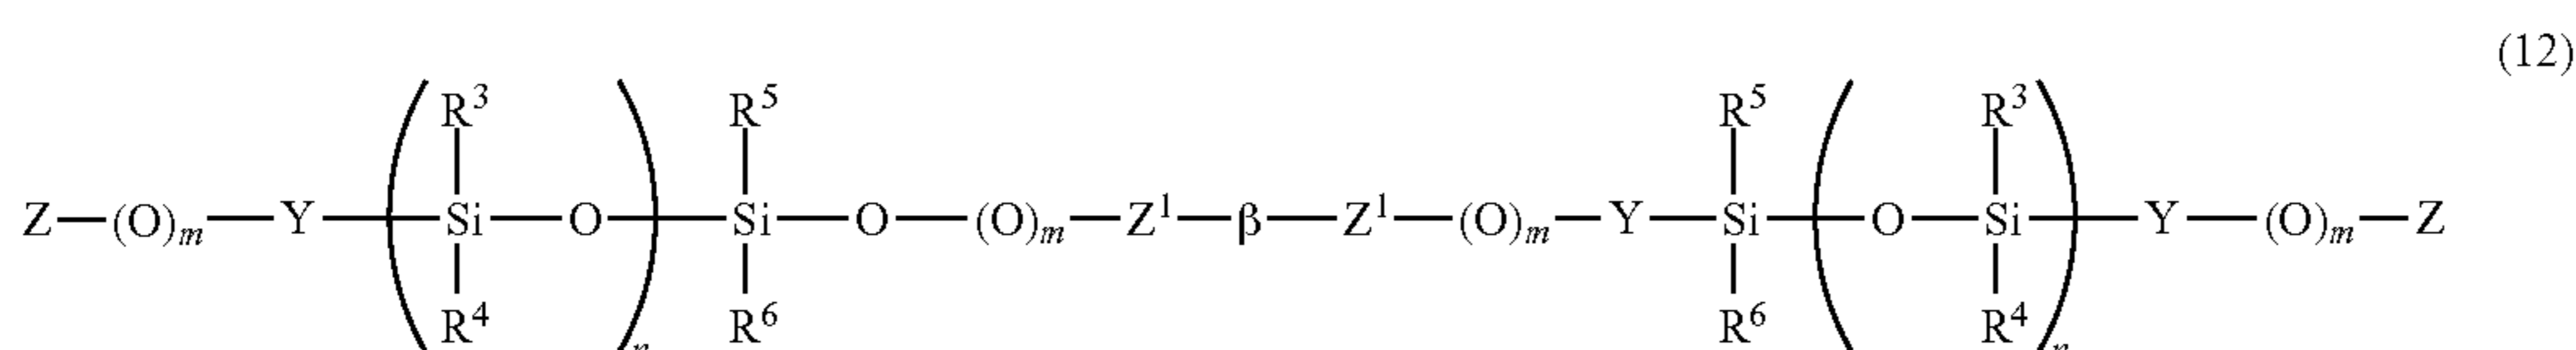 (12)
R³ R⁵ R⁵ R³
Z—(O)ₘ—Y—(Si—O)ₙ—Si—O—(O)ₘ—Z¹—β—Z¹—(O)ₘ—Y—Si—(O—Si)ₙ—Y—(O)ₘ—Z
R⁴ R⁶ R⁶ R⁴